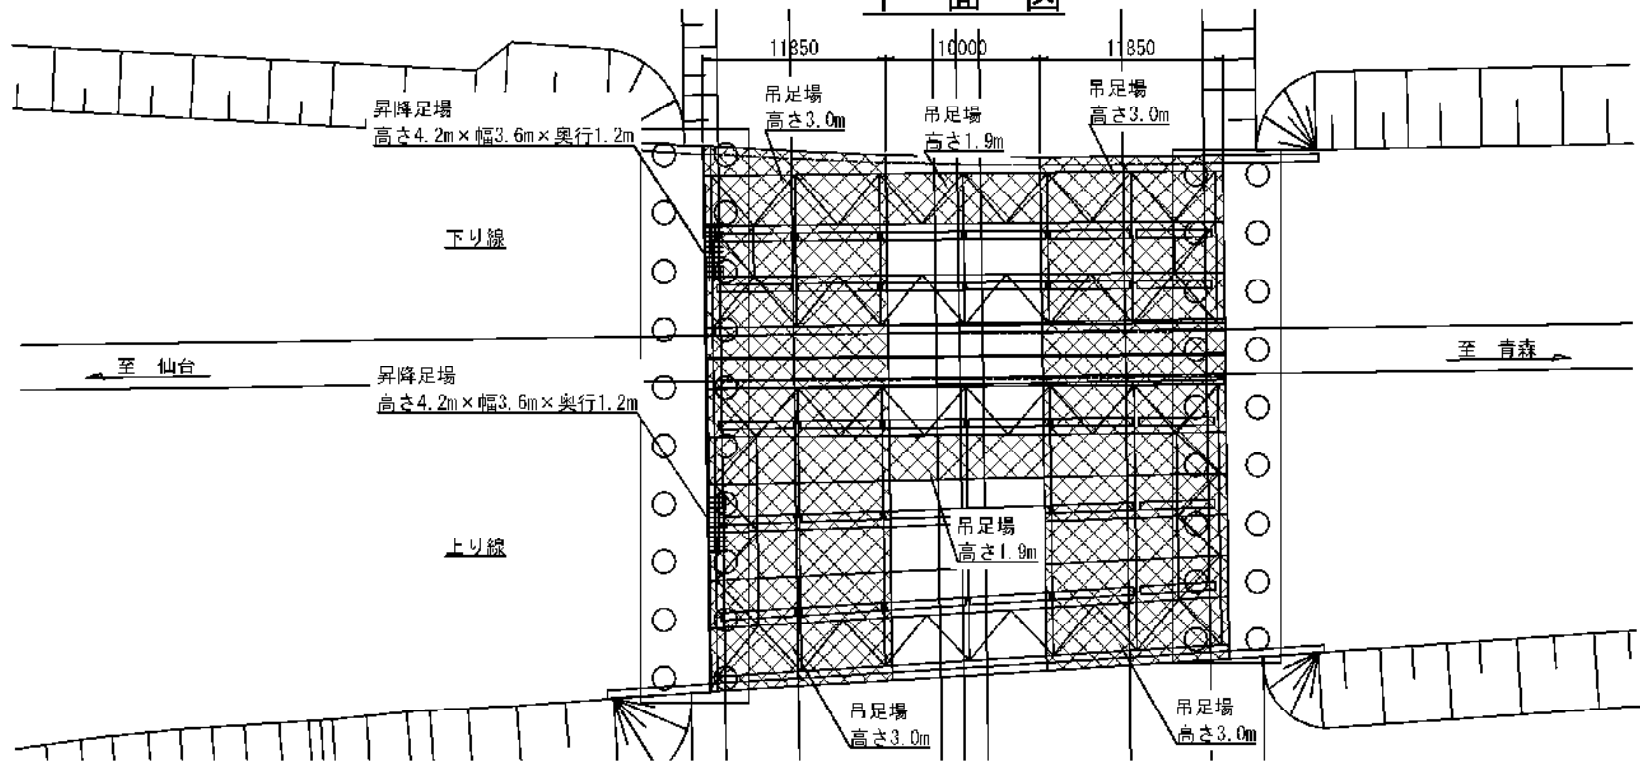 平 面 図
11850
10000
11850
昇降足場
高さ4.2m×幅3.6m×奥行1.2m
吊足場
高さ3.0m
吊足場
高さ1.9m
吊足場
高さ3.0m
下り線
至 仙台
至 青森
昇降足場
高さ4.2m×幅3.6m×奥行1.2m
上り線
吊足場
高さ1.9m
吊足場
高さ3.0m
吊足場
高さ3.0m